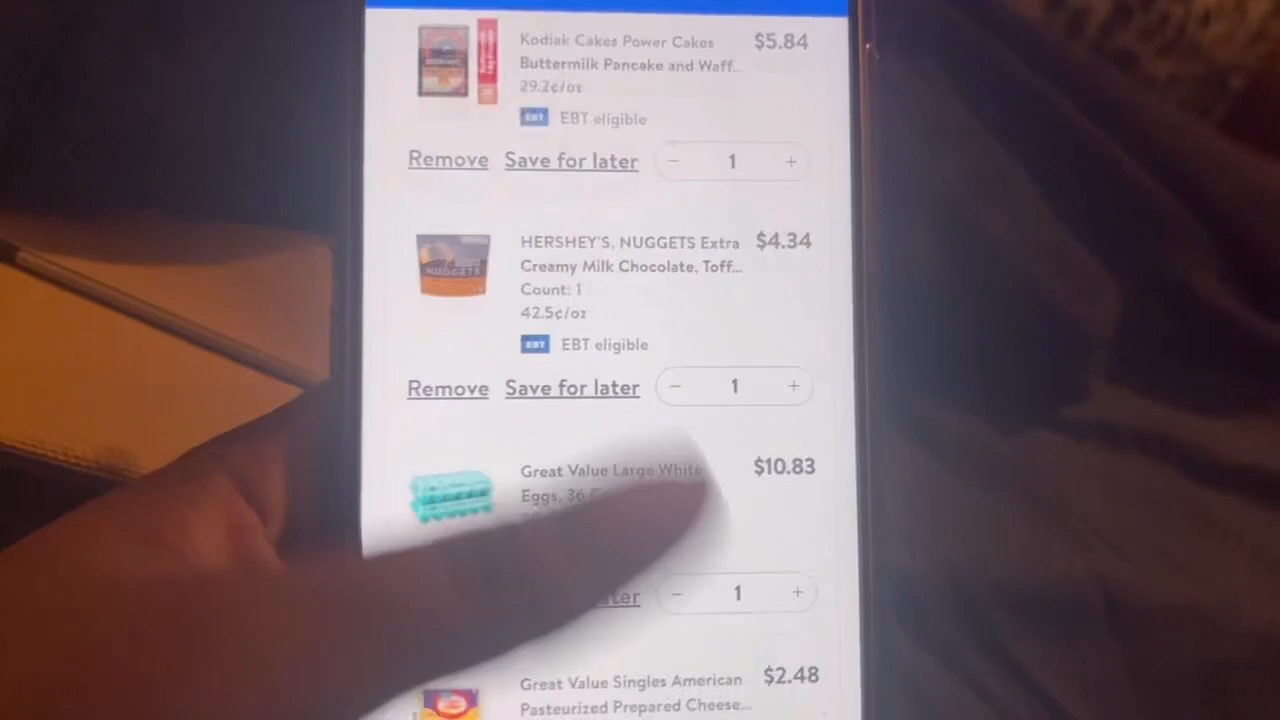 Kodiak Cakes Power Cakes
$5.84
Buttermilk Pancake and Waff...
29.2¢/oz
EBT EBT eligible
Remove Save for later − 1 +
HERSHEY'S, NUGGETS Extra
$4.34
Creamy Milk Chocolate, Toff...
NUGGETS
Count: 1
42.5¢/oz
EBT EBT eligible
Remove Save for later − 1 +
Great Value Large White
$10.83
Eggs, 36
− 1 +
Great Value Singles American
$2.48
Pasteurized Prepared Cheese...